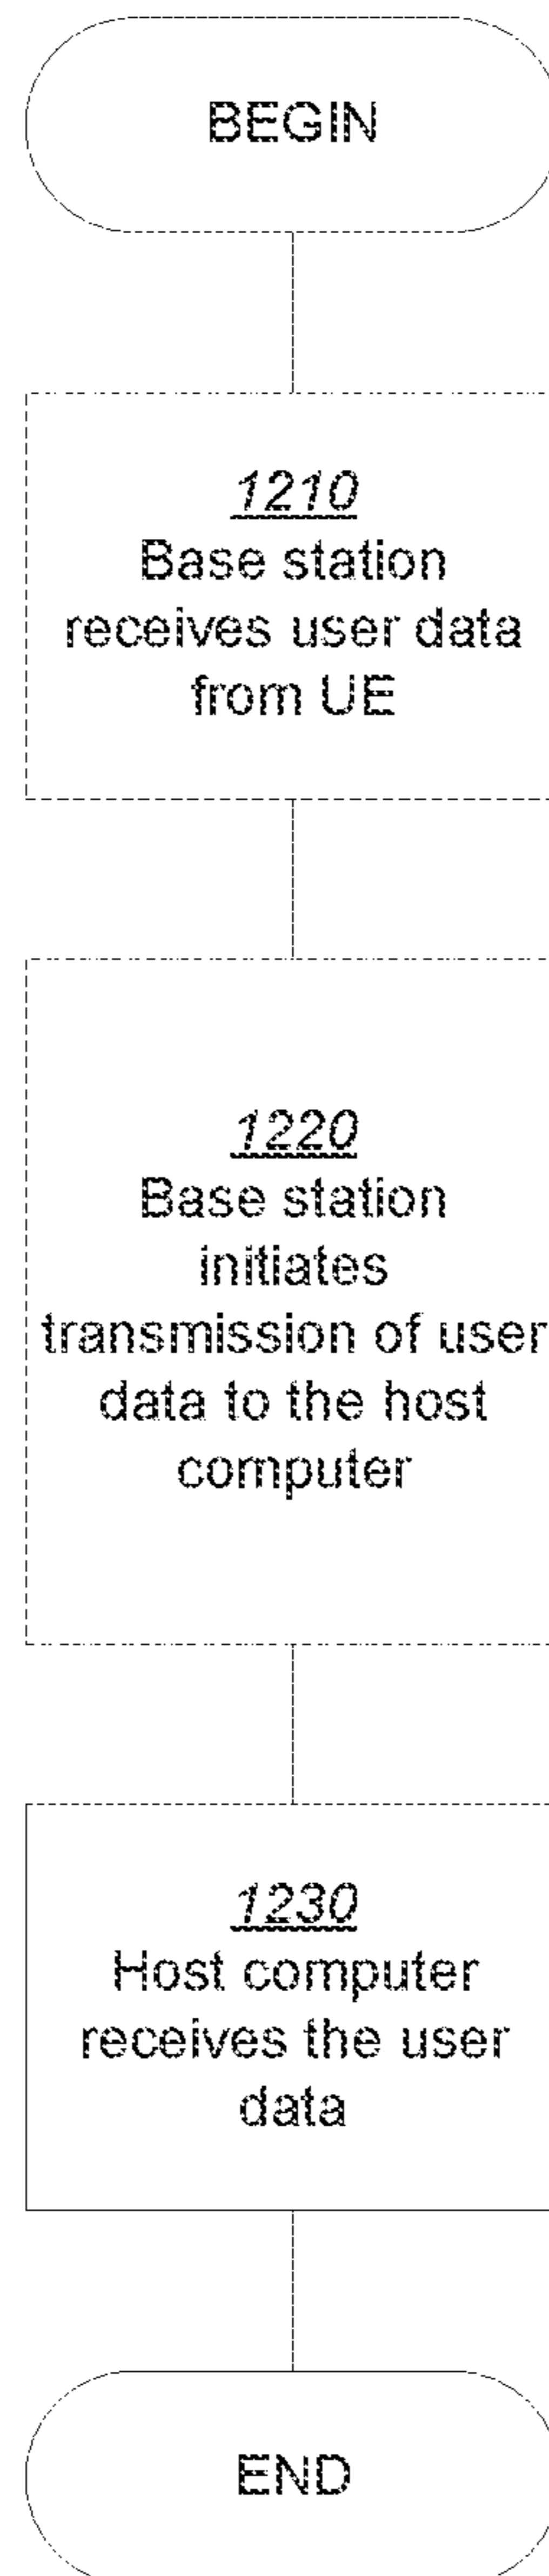 BEGIN
1210
Base station
receives user data
from UE
1220
Base station
initiates
transmission of user
data to the host
computer
1230
Host computer
receives the user
data
END